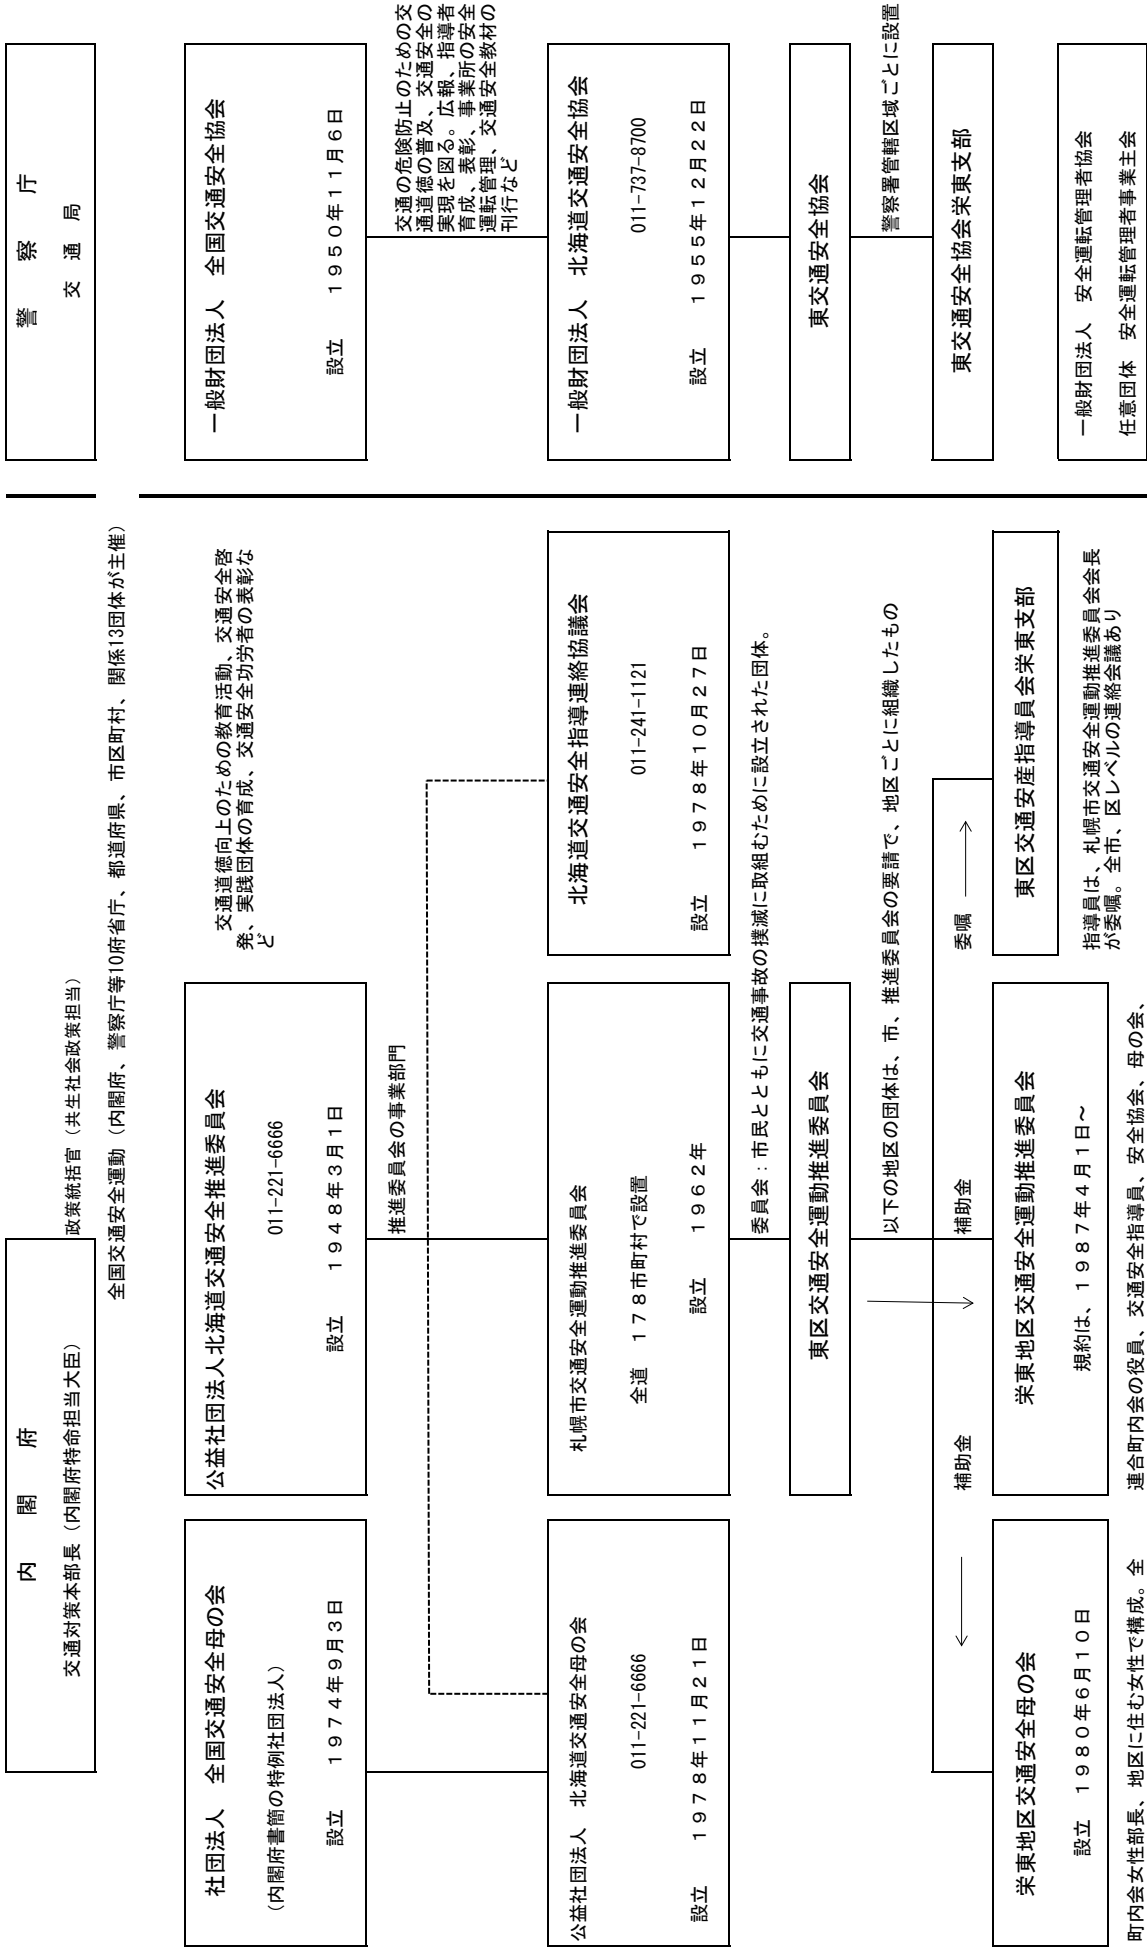 内　閣　府
交通対策本部長（内閣府特命担当大臣）
政策統括官（共生社会政策担当）
警　察　庁
交　通　局
全国交通安全運動（内閣府、警察庁等10府省庁、都道府県、市区町村、関係13団体が主催）
社団法人　全国交通安全母の会
（内閣府書簡の特例社団法人）
設立　　１９７４年９月３日
公益社団法人北海道交通安全推進委員会
011-221-6666
設立　　１９４８年３月１日
交通道徳向上のための教育活動、交通安全啓
発、実践団体の育成、交通安全功労者の表彰な
ど
一般財団法人　全国交通安全協会
設立　　１９５０年１１月６日
推進委員会の事業部門
交通の危険防止のための交
通道徳の普及、交通安全の
実現を図る。広報、指導者
育成、表彰、事業所の安全
運転管理、交通安全教材の
刊行など
公益社団法人　北海道交通安全母の会
011-221-6666
設立　　１９７８年１１月２１日
札幌市交通安全運動推進委員会
全道　１７８市町村で設置
設立　　１９６２年
北海道交通安全指導連絡協議会
011-241-1121
設立　　１９７８年１０月２７日
一般財団法人　北海道交通安全協会
011-737-8700
設立　　１９５５年１２月２２日
委員会：市民とともに交通事故の撲滅に取組むために設立された団体。
東区交通安全運動推進委員会
東交通安全協会
以下の地区の団体は、市、推進委員会の要請で、地区ごとに組織したもの
警察署管轄区域ごとに設置
補助金
補助金
委嘱
東交通安全協会栄東支部
栄東地区交通安全母の会
設立　１９８０年６月１０日
栄東地区交通安全運動推進委員会
規約は、１９８７年４月１日～
東区交通安産指導員会栄東支部
指導員は、札幌市交通安全運動推進委員会会長
が委嘱。全市、区レベルの連絡会議あり
一般財団法人　安全運転管理者協会
任意団体　安全運転管理者事業主会
町内会女性部長、地区に住む女性で構成。全
連合町内会の役員、交通安全指導員、安全協会、母の会、